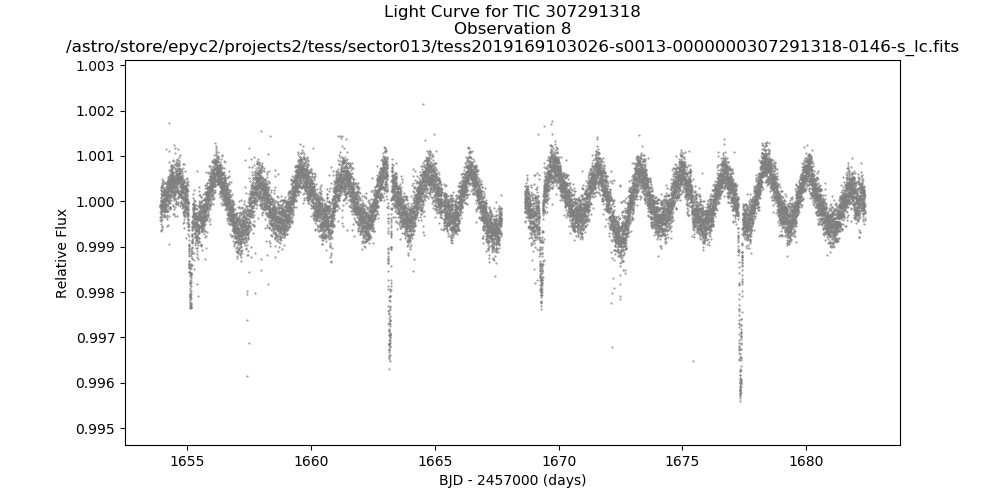 Light Curve for TIC 307291318
Observation 8
/astro/store/epyc2/projects2/tess/sector013/tess2019169103026-s0013-0000000307291318-0146-s_lc.fits
1.003
1.002
1.001
1.000
0.999
0.998
0.997
0.996
0.995
Relative Flux
1655 1660 1665 1670 1675 1680
BJD - 2457000 (days)